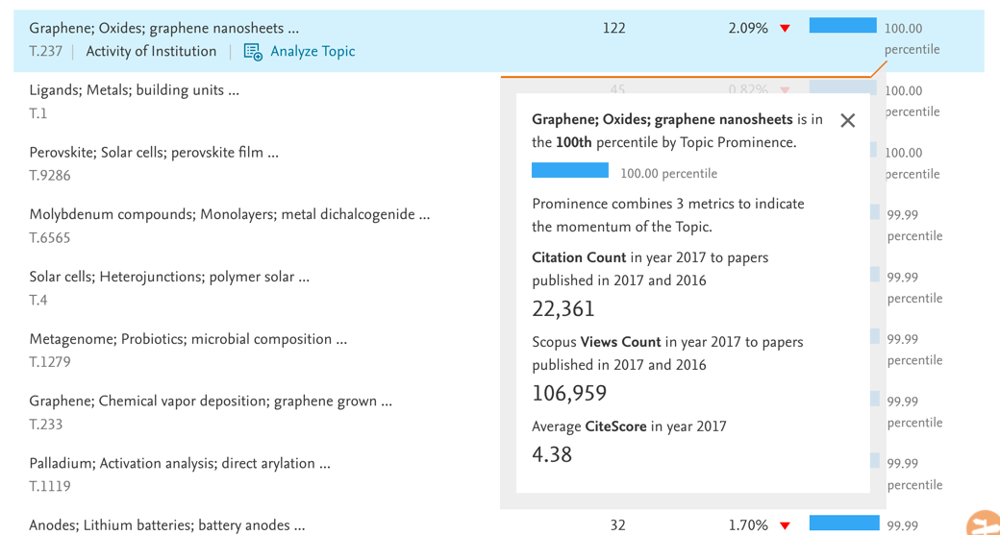 Graphene; Oxides; graphene nanosheets ... 122 2.09% 100.00
T.237 | Activity of Institution | Analyze Topic percentile
Ligands; Metals; building units ... 45 0.82% 100.00
T.1 percentile
Perovskite; Solar cells; perovskite film ... 100.00
T.9286 percentile
Molybdenum compounds; Monolayers; metal dichalcogenide ... 99.99
T.6565 percentile
Solar cells; Heterojunctions; polymer solar ... 99.99
T.4 percentile
Metagenome; Probiotics; microbial composition ... 99.99
T.1279 percentile
Graphene; Chemical vapor deposition; graphene grown ... 99.99
T.233 percentile
Palladium; Activation analysis; direct arylation ... 99.99
T.1119 percentile
Anodes; Lithium batteries; battery anodes ... 32 1.70% 99.99
Graphene; Oxides; graphene nanosheets is in
the 100th percentile by Topic Prominence.
100.00 percentile
Prominence combines 3 metrics to indicate
the momentum of the Topic.
Citation Count in year 2017 to papers
published in 2017 and 2016
22,361
Scopus Views Count in year 2017 to papers
published in 2017 and 2016
106,959
Average CiteScore in year 2017
4.38